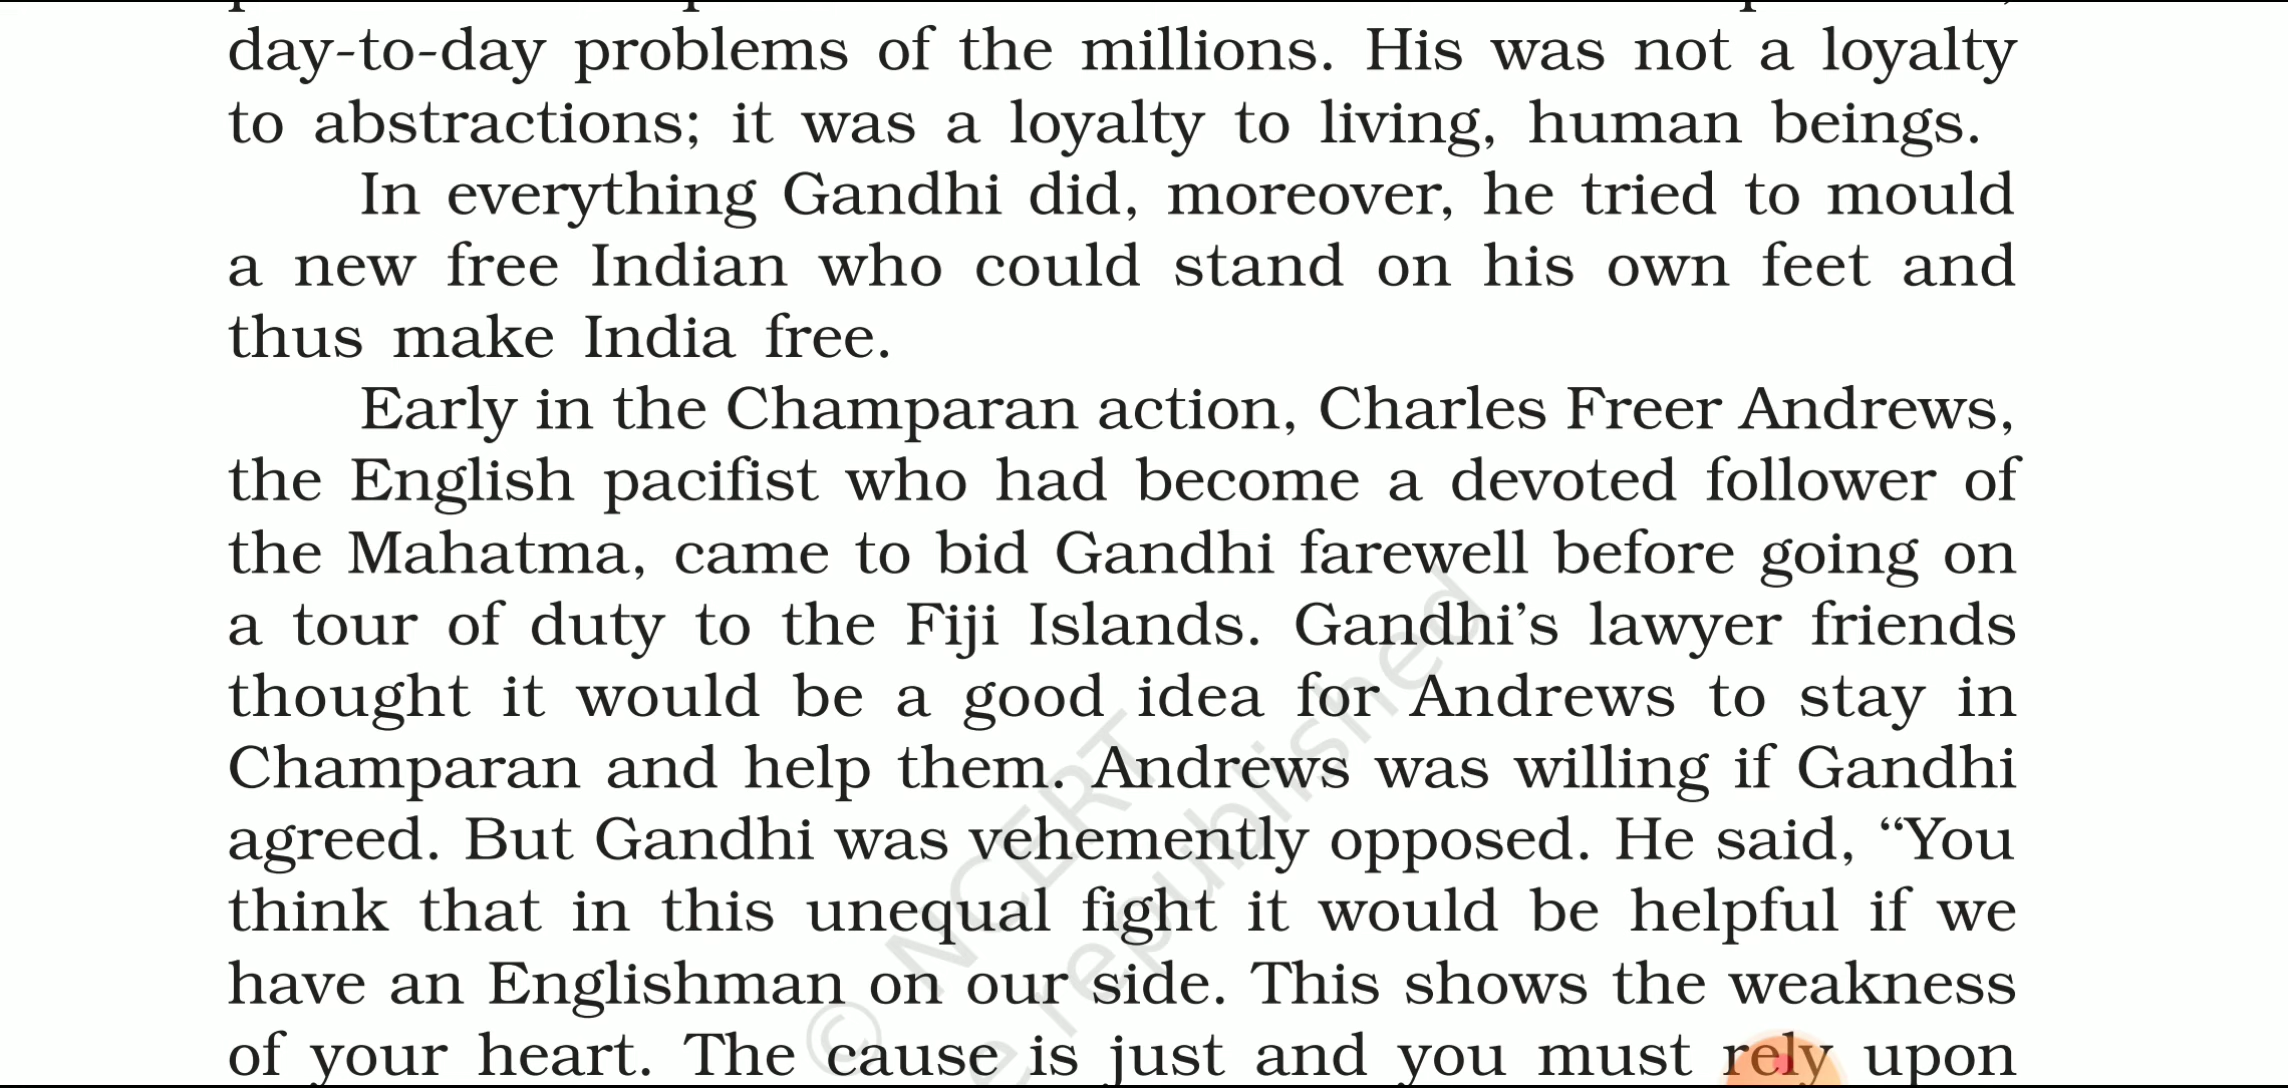 day-to-day problems of the millions. His was not a loyalty
to abstractions; it was a loyalty to living, human beings.
In everything Gandhi did, moreover, he tried to mould
a new free Indian who could stand on his own feet and
thus make India free.
Early in the Champaran action, Charles Freer Andrews,
the English pacifist who had become a devoted follower of
the Mahatma, came to bid Gandhi farewell before going on
a tour of duty to the Fiji Islands. Gandhi’s lawyer friends
thought it would be a good idea for Andrews to stay in
Champaran and help them. Andrews was willing if Gandhi
agreed. But Gandhi was vehemently opposed. He said, “You
think that in this unequal fight it would be helpful if we
have an Englishman on our side. This shows the weakness
of your heart. The cause is just and you must rely upon
© NCERT
republished